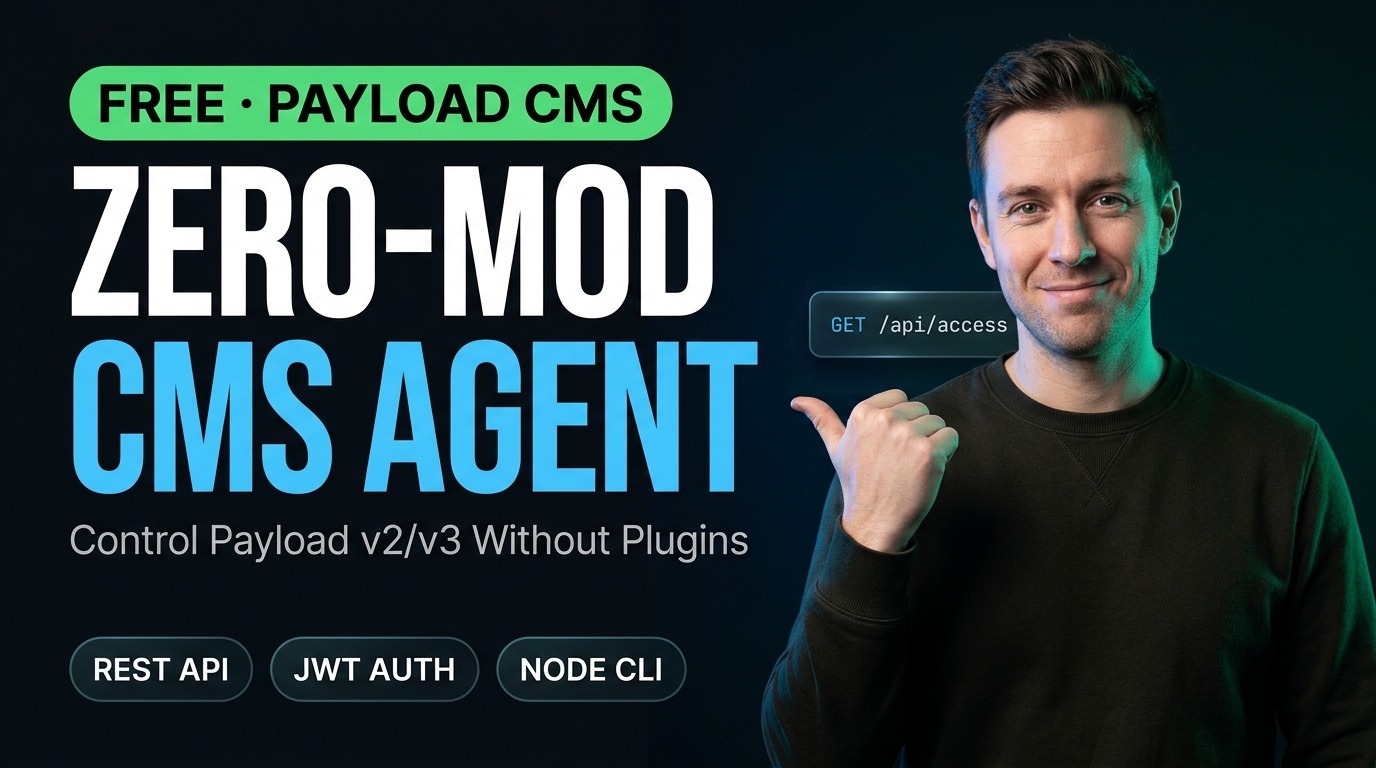 FREE · PAYLOAD CMS
ZERO-MOD
CMS AGENT
Control Payload v2/v3 Without Plugins
GET /api/access
REST API
JWT AUTH
NODE CLI